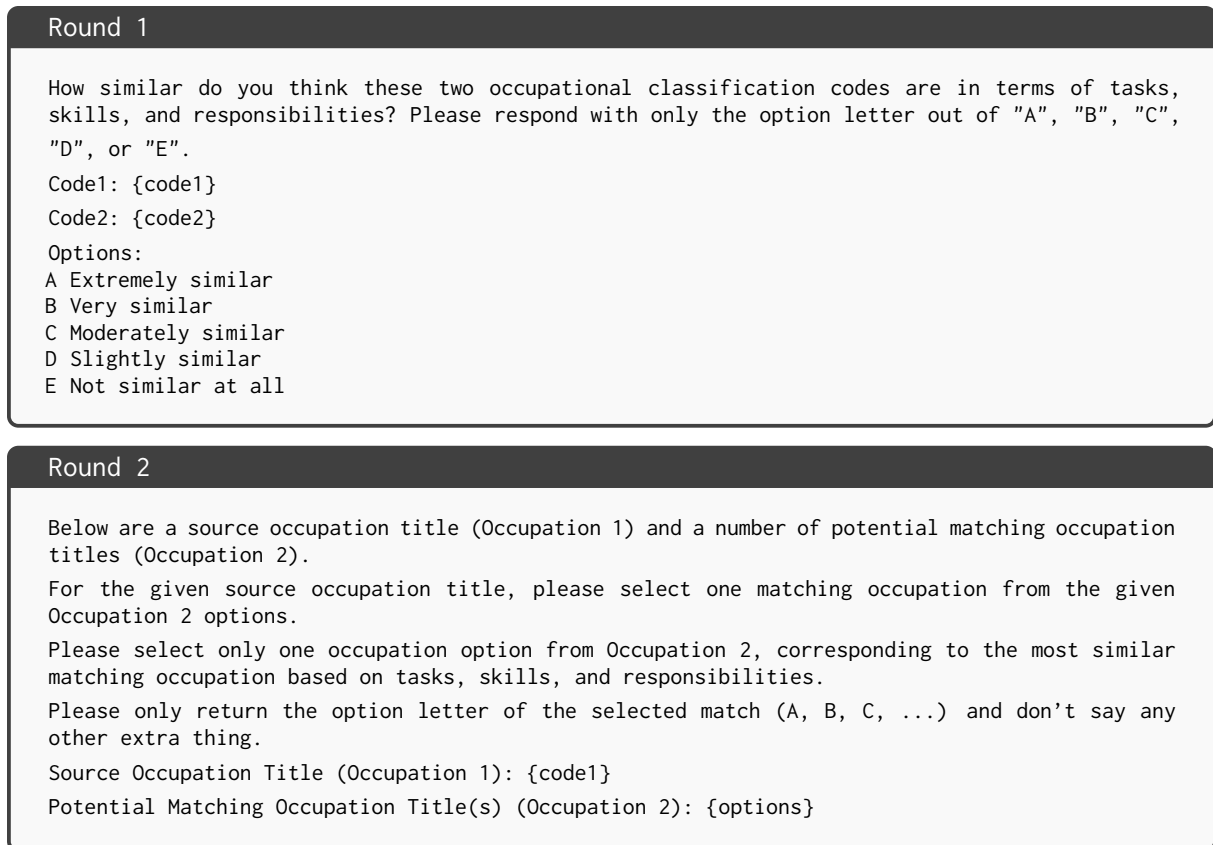 Round 1
How similar do you think these two occupational classification codes are in terms of tasks,
skills, and responsibilities? Please respond with only the option letter out of "A", "B", "C",
"D", or "E".
Code1: {code1}
Code2: {code2}
Options:
A Extremely similar
B Very similar
C Moderately similar
D Slightly similar
E Not similar at all
Round 2
Below are a source occupation title (Occupation 1) and a number of potential matching occupation
titles (Occupation 2).
For the given source occupation title, please select one matching occupation from the given
Occupation 2 options.
Please select only one occupation option from Occupation 2, corresponding to the most similar
matching occupation based on tasks, skills, and responsibilities.
Please only return the option letter of the selected match (A, B, C, ...) and don't say any
other extra thing.
Source Occupation Title (Occupation 1): {code1}
Potential Matching Occupation Title(s) (Occupation 2): {options}